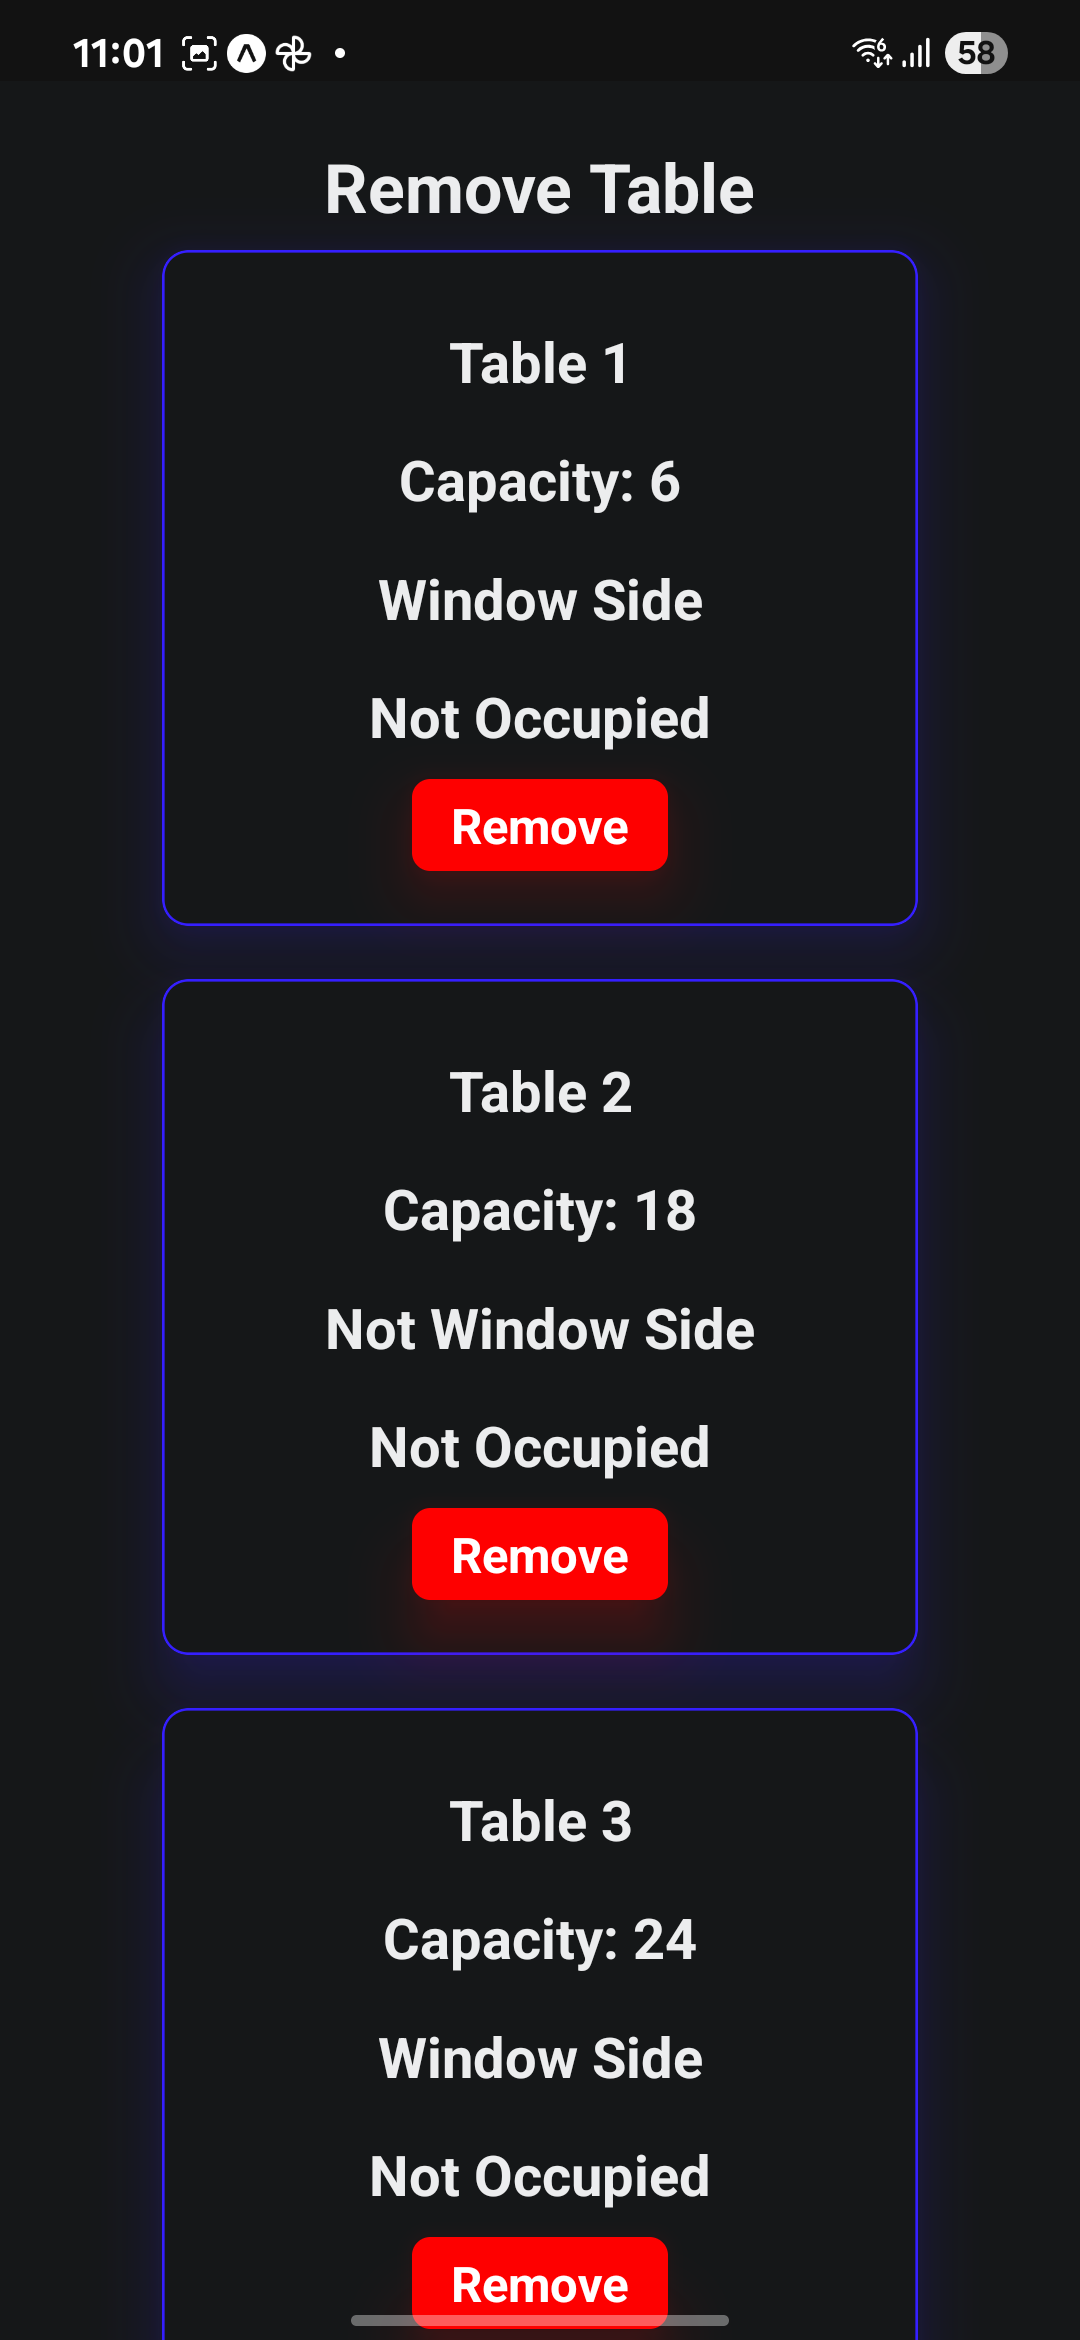 11:01
6
58
Remove Table
Table 1
Capacity: 6
Window Side
Not Occupied
Remove
Table 2
Capacity: 18
Not Window Side
Not Occupied
Remove
Table 3
Capacity: 24
Window Side
Not Occupied
Remove